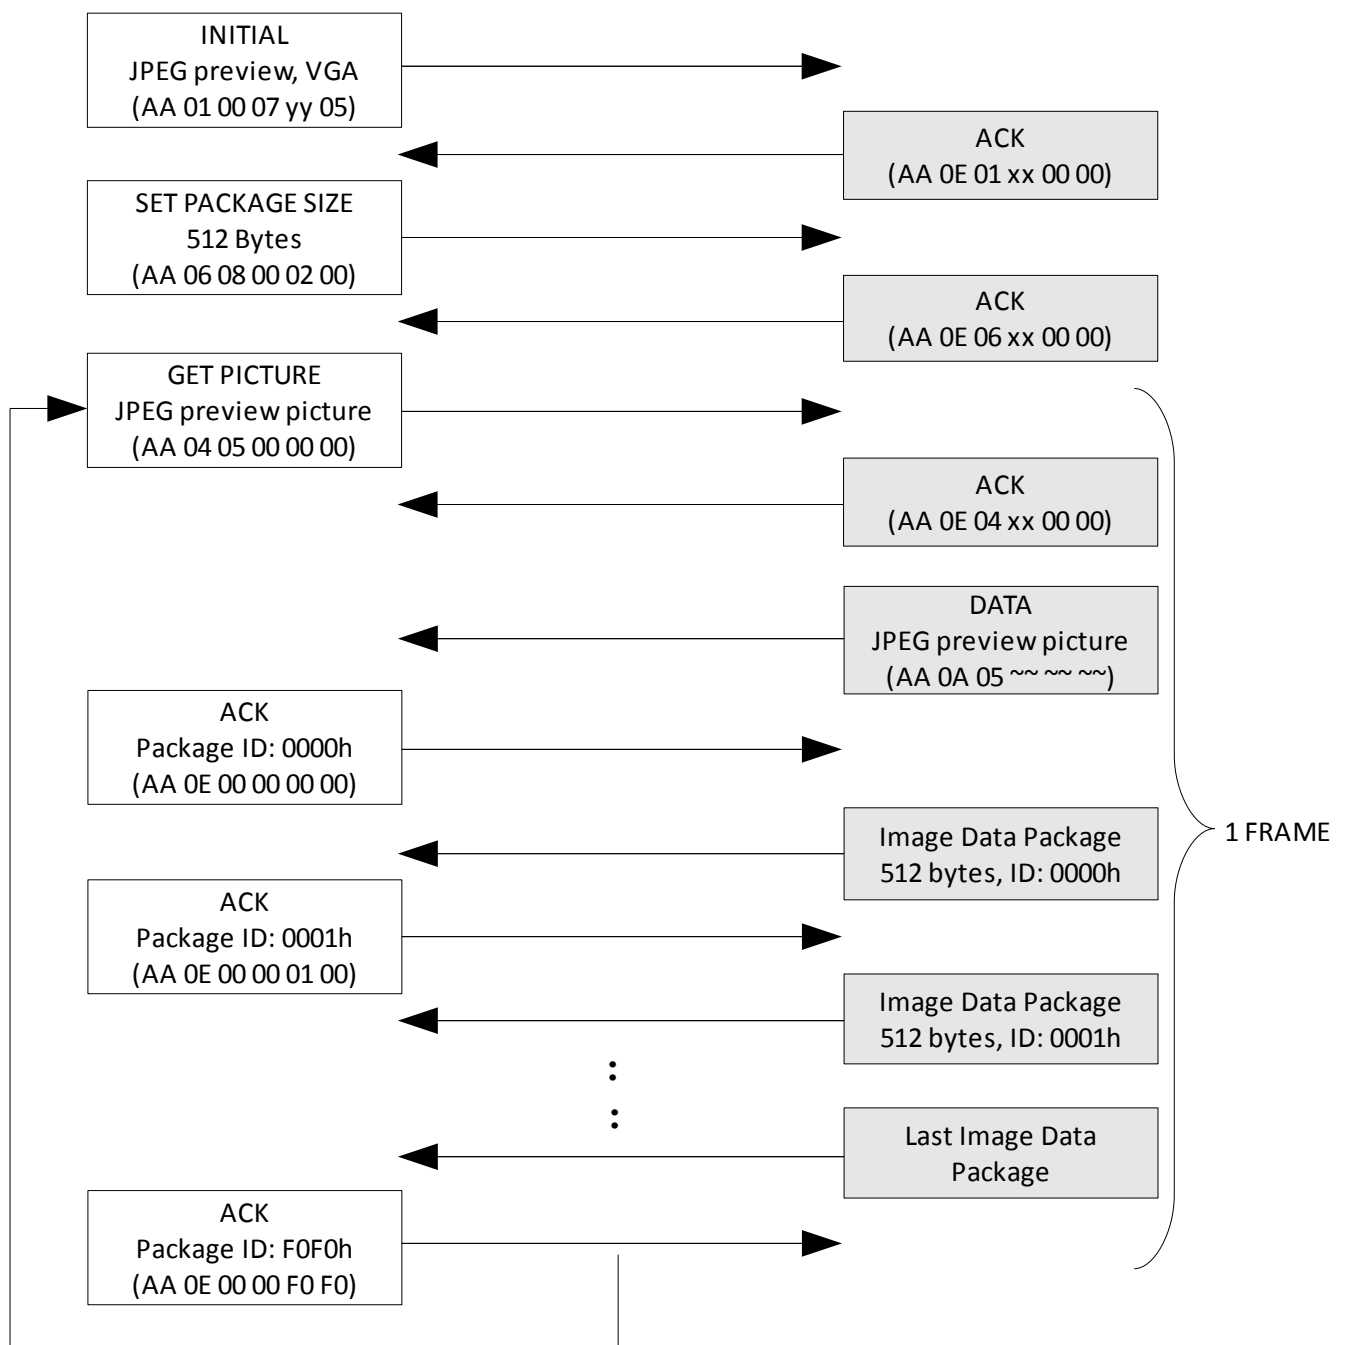 INITIAL
JPEG preview, VGA
(AA 01 00 07 yy 05)
ACK
(AA 0E 01 xx 00 00)
SET PACKAGE SIZE
512 Bytes
(AA 06 08 00 02 00)
ACK
(AA 0E 06 xx 00 00)
GET PICTURE
JPEG preview picture
(AA 04 05 00 00 00)
ACK
(AA 0E 04 xx 00 00)
DATA
JPEG preview picture
(AA 0A 05 ~~ ~~ ~~)
ACK
Package ID: 0000h
(AA 0E 00 00 00 00)
Image Data Package
512 bytes, ID: 0000h
1 FRAME
ACK
Package ID: 0001h
(AA 0E 00 00 01 00)
Image Data Package
512 bytes, ID: 0001h
Last Image Data
Package
ACK
Package ID: F0F0h
(AA 0E 00 00 F0 F0)